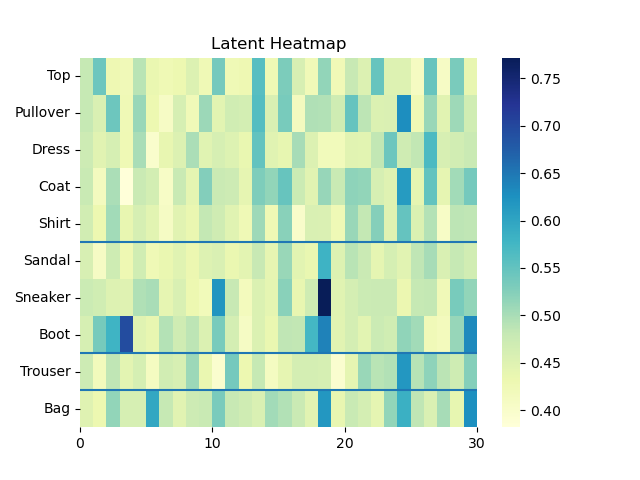 Latent Heatmap
Top
Pullover
Dress
Coat
Shirt
Sandal
Sneaker
Boot
Trouser
Bag
0 10 20 30
0.75
0.70
0.65
0.60
0.55
0.50
0.45
0.40